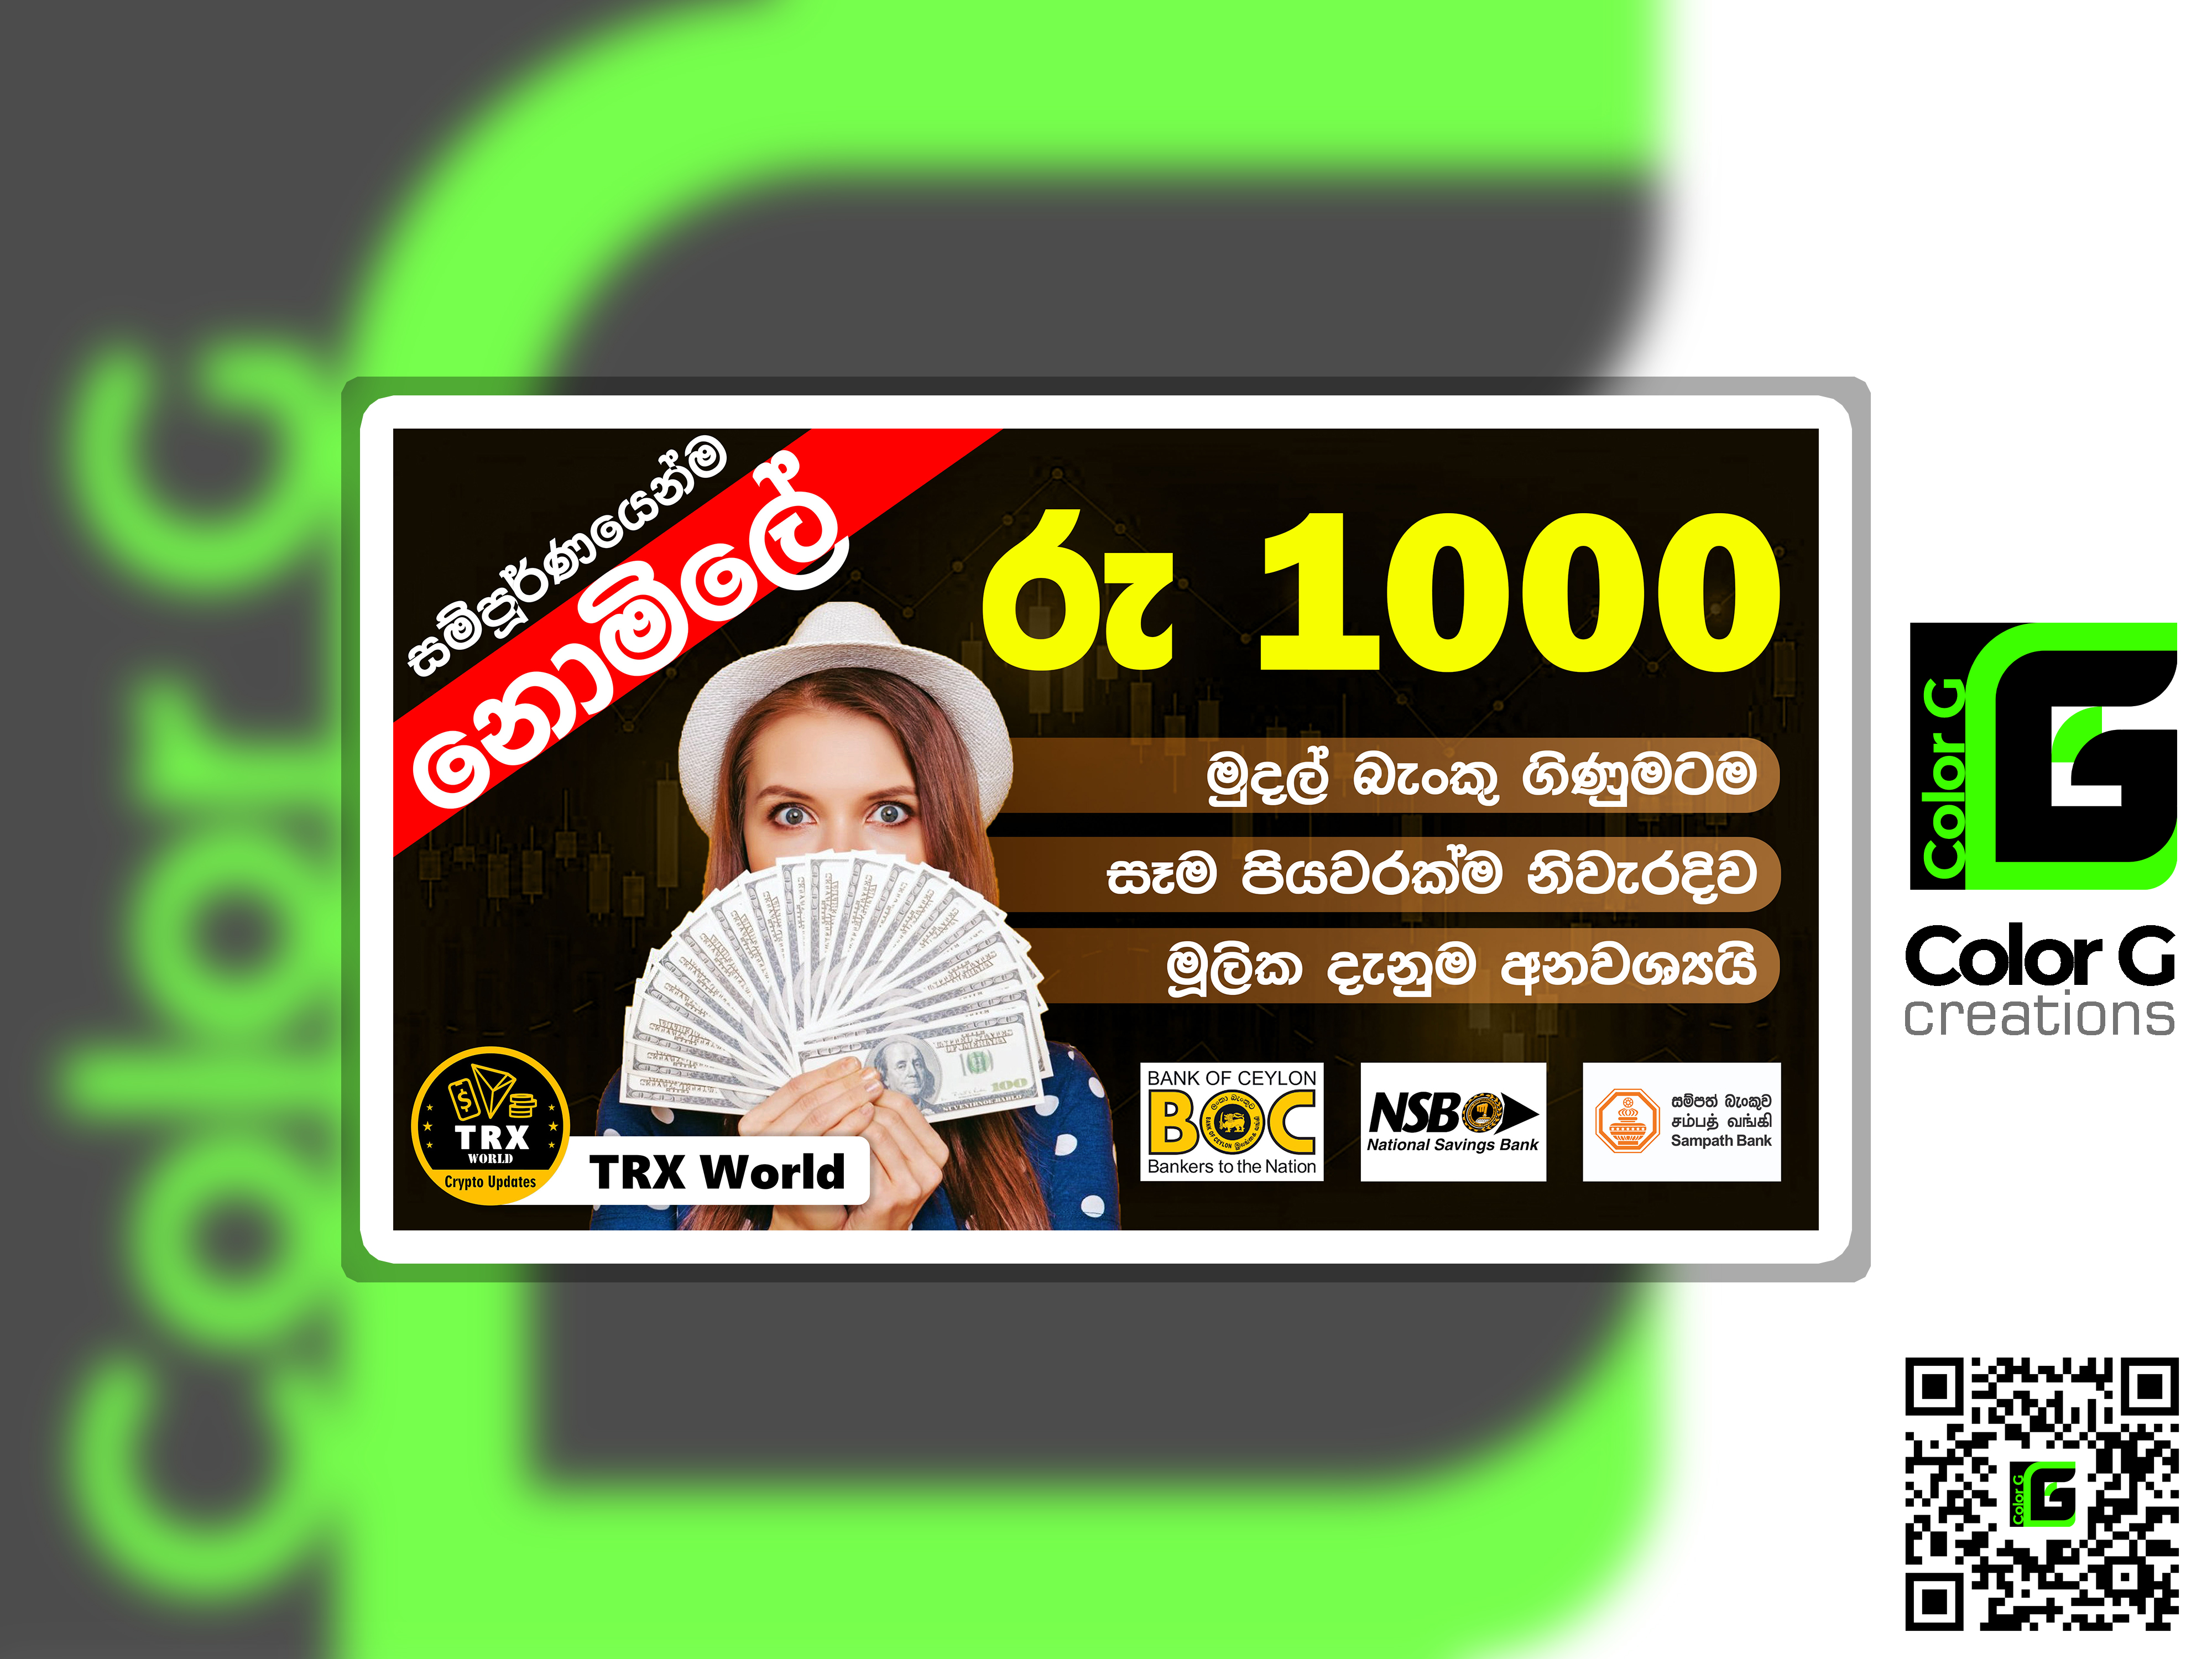 සම්පුර්ණයෙන්ම
නොමිලේ
රු 1000
මුදල් බැංකු ගිණුමටම
සෑම පියවරක්ම නිවැරදිව
මූලික දැනුම අනවශ්‍යයි
TRX
WORLD
Crypto Updates
TRX World
BANK OF CEYLON
BOC
Bankers to the Nation
NSB
National Savings Bank
සම්පත් බැංකුව
சம்பத் வங்கி
Sampath Bank
Color G
Color G
creations
Color G
Color G